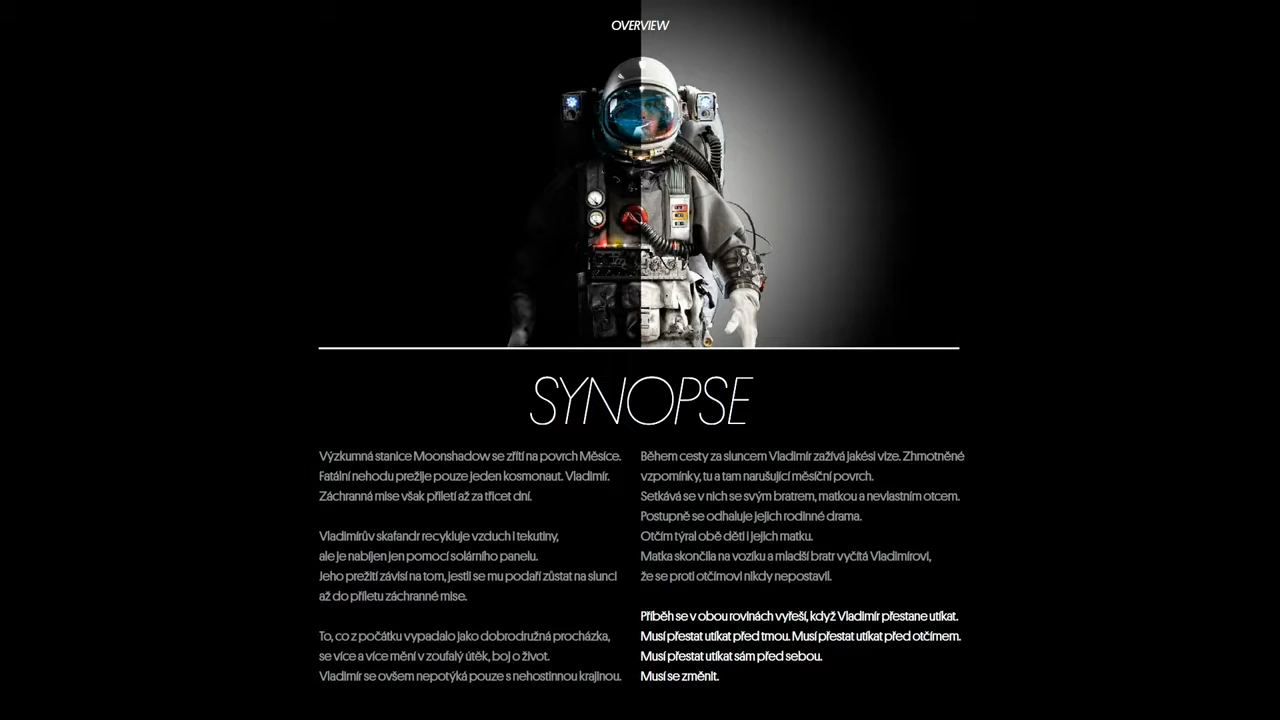 OVERVIEW
SYNOPSE
Výzkumná stanice Moonshadow se zřítí na povrch Měsíce.
Fatální nehodu prežije pouze jeden kosmonaut. Vladimír.
Záchranná mise však přiletí až za třicet dní.
Vladimírův skafandr recykluje vzduch i tekutiny,
ale je nabíjen jen pomocí solárního panelu.
Jeho prežití závisí na tom, jestli se mu podaří zůstat na slunci
až do příletu záchranné mise.
To, co z počátku vypadalo jako dobrodružná procházka,
se více a více mění v zoufalý útěk, boj o život.
Vladimír se ovšem nepotýká pouze s nehostinnou krajinou.
Během cesty za sluncem Vladimír zažívá jakési vize. Zhmotněné
vzpomínky, tu a tam narušující měsíční povrch.
Setkává se v nich se svým bratrem, matkou a nevlastním otcem.
Postupně se odhaluje jejich rodinné drama.
Otčím týral obě děti i jejich matku.
Matka skončila na vozíku a mladší bratr vyčítá Vladimírovi,
že se proti otčímovi nikdy nepostavil.
Příběh se v obou rovinách vyřeší, když Vladimír přestane utíkat.
Musí přestat utíkat před tmou. Musí přestat utíkat před otčímem.
Musí přestat utíkat sám před sebou.
Musí se změnit.